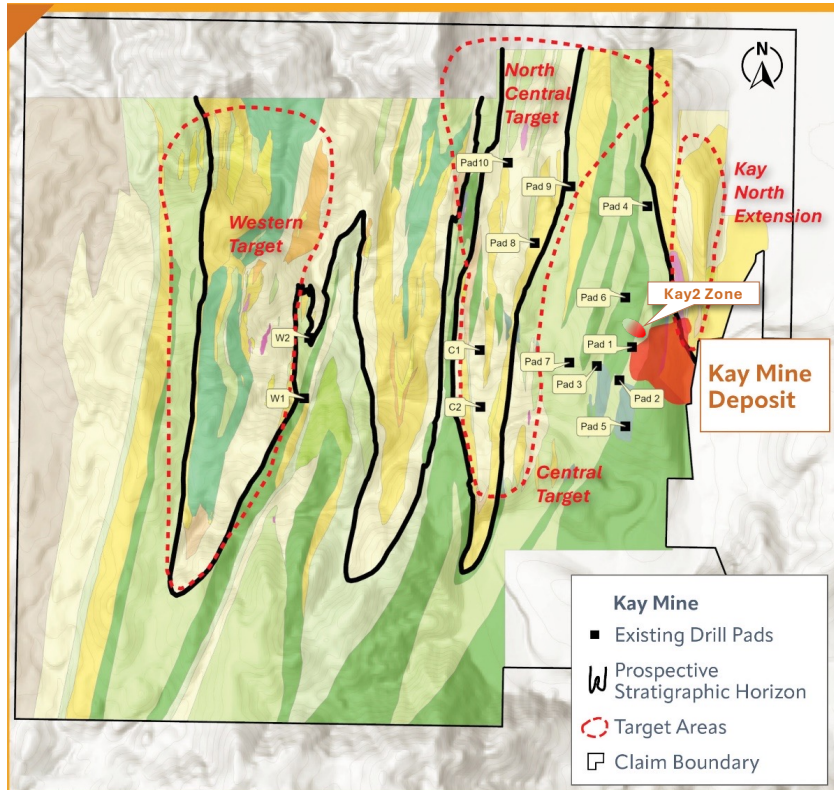 N
North
Central
Target
Kay
North
Extension
Western
Target
Pad10
Pad 9
Pad 4
Pad 8
Pad 6
Kay2 Zone
W2
Pad 1
C1
Pad 7
Pad 3
Kay Mine
Deposit
Pad 2
W1
C2
Pad 5
Central
Target
Kay Mine
Existing Drill Pads
Prospective
Stratigraphic Horizon
Target Areas
Claim Boundary